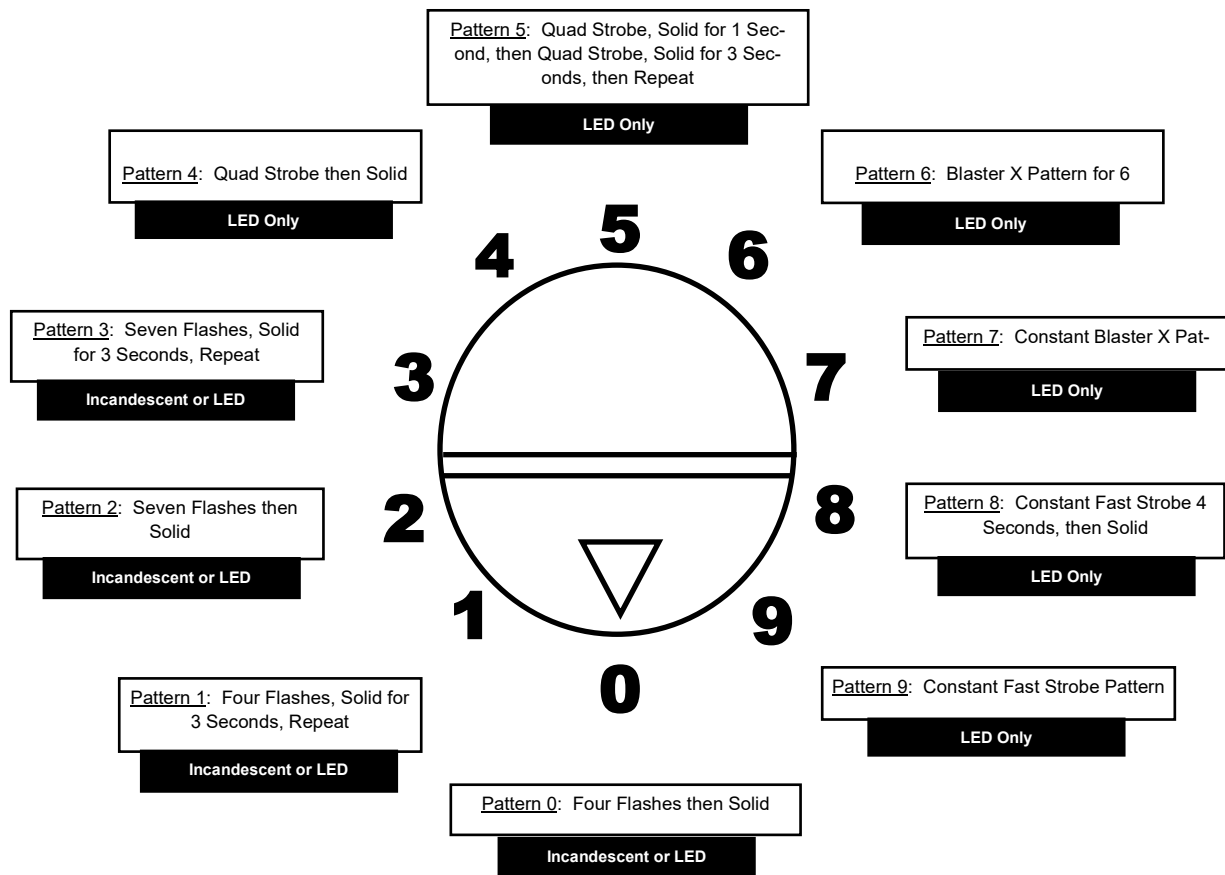 Pattern 5: Quad Strobe, Solid for 1 Sec-
ond, then Quad Strobe, Solid for 3 Sec-
onds, then Repeat
LED Only
Pattern 4: Quad Strobe then Solid
LED Only
Pattern 6: Blaster X Pattern for 6
LED Only
5
4
6
Pattern 3: Seven Flashes, Solid
for 3 Seconds, Repeat
Incandescent or LED
3
7
Pattern 7: Constant Blaster X Pat-
LED Only
Pattern 2: Seven Flashes then
Solid
Incandescent or LED
2
8
Pattern 8: Constant Fast Strobe 4
Seconds, then Solid
LED Only
1
9
0
Pattern 1: Four Flashes, Solid for
3 Seconds, Repeat
Incandescent or LED
Pattern 9: Constant Fast Strobe Pattern
LED Only
Pattern 0: Four Flashes then Solid
Incandescent or LED